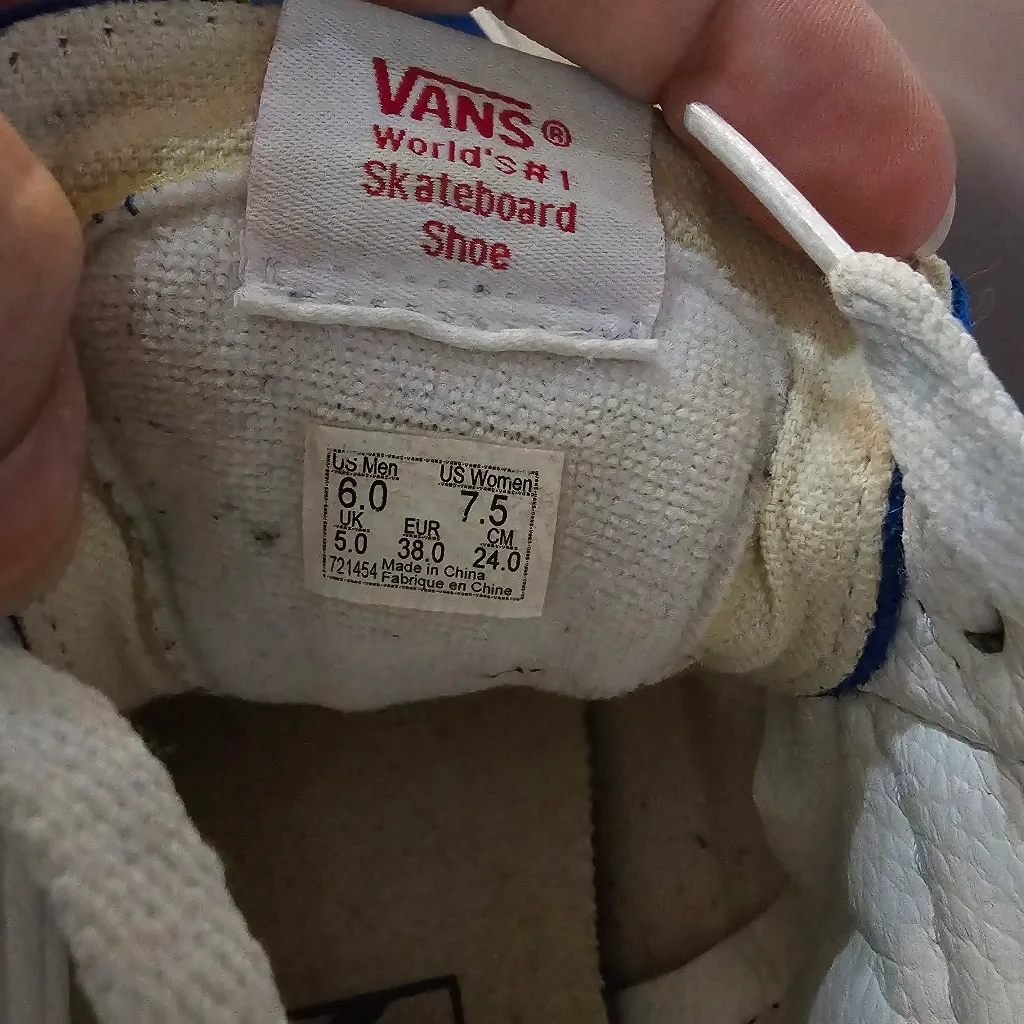 VANS®
World's #1
Skateboard
Shoe
US Men US Women
6.0 7.5
UK EUR CM
5.0 38.0 24.0
721454 Made in China
Fabrique en Chine